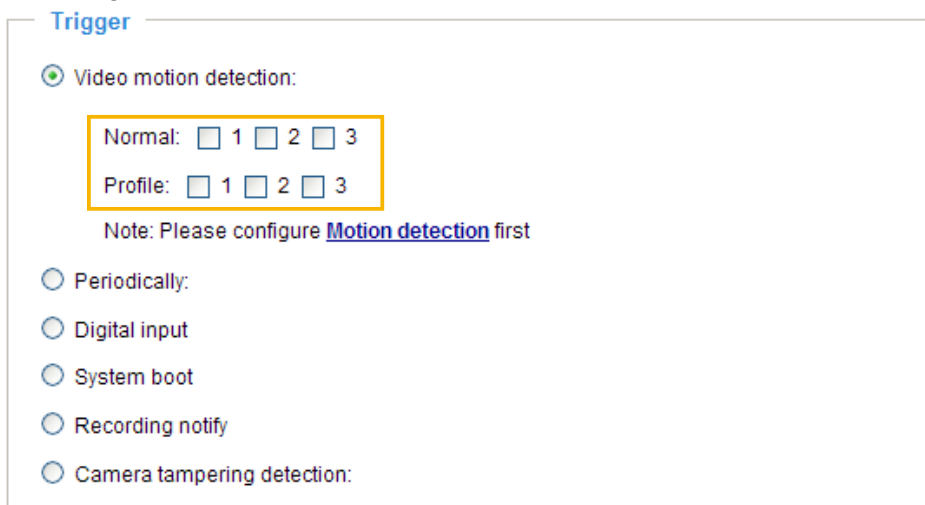 Trigger
Video motion detection:
Normal: 1 2 3
Profile: 1 2 3
Note: Please configure Motion detection first
Periodically:
Digital input
System boot
Recording notify
Camera tampering detection: